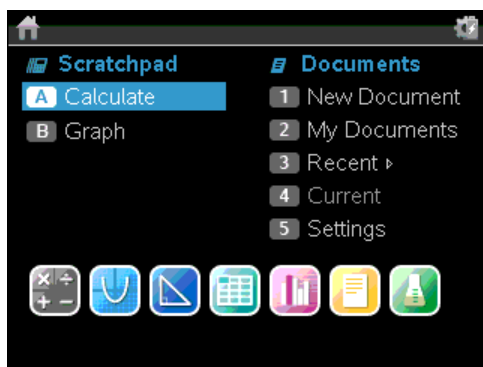 Scratchpad
A Calculate
B Graph
Documents
1 New Document
2 My Documents
3 Recent ▹
4 Current
5 Settings